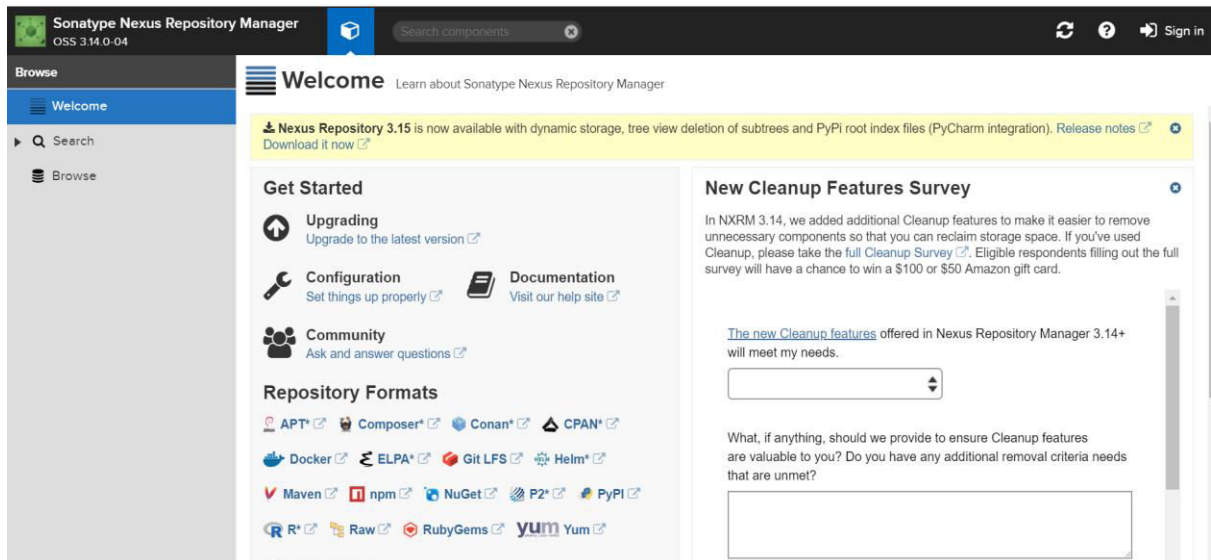 Sonatype Nexus Repository Manager
OSS 3.14.0-04
Search components
Sign in
Browse
Welcome
Search
Browse
Welcome Learn about Sonatype Nexus Repository Manager
Nexus Repository 3.15 is now available with dynamic storage, tree view deletion of subtrees and PyPi root index files (PyCharm integration). Release notes
Download it now
Get Started
Upgrading
Upgrade to the latest version
Configuration
Set things up properly
Documentation
Visit our help site
Community
Ask and answer questions
Repository Formats
APT* Composer* Conan* CPAN*
Docker ELPA* Git LFS Helm*
Maven npm NuGet P2* PyPI
R* Raw RubyGems yum Yum
New Cleanup Features Survey
In NXRM 3.14, we added additional Cleanup features to make it easier to remove
unnecessary components so that you can reclaim storage space. If you've used
Cleanup, please take the full Cleanup Survey. Eligible respondents filling out the full
survey will have a chance to win a $100 or $50 Amazon gift card.
The new Cleanup features offered in Nexus Repository Manager 3.14+
will meet my needs.
What, if anything, should we provide to ensure Cleanup features
are valuable to you? Do you have any additional removal criteria needs
that are unmet?